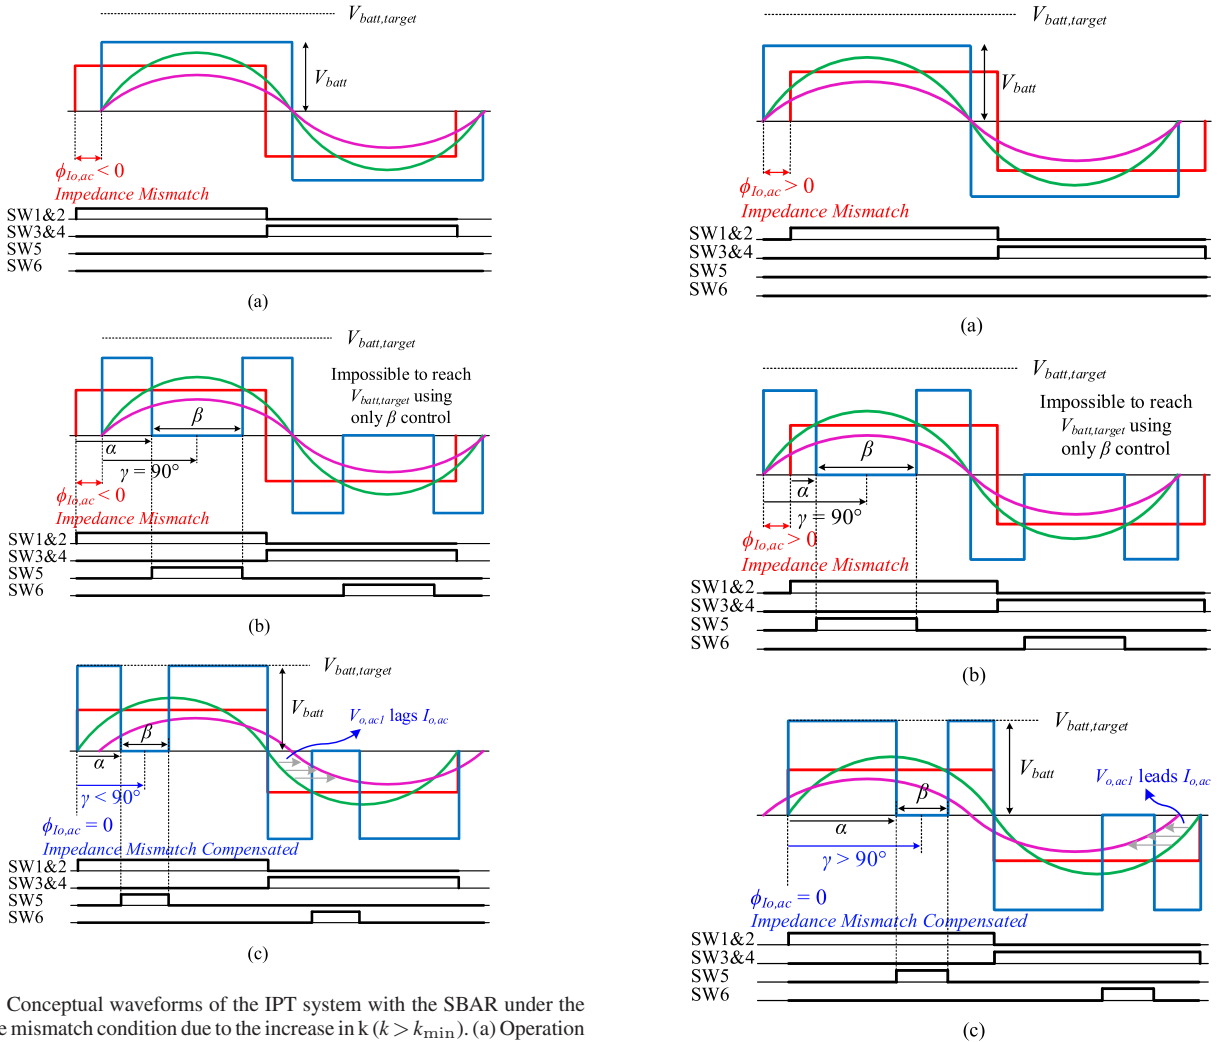 V_batt,target
V_batt
ϕ_Io,ac < 0
Impedance Mismatch
SW1&2
SW3&4
SW5
SW6
(a)
V_batt,target
Impossible to reach
V_batt,target using
only β control
β
α
γ = 90°
ϕ_Io,ac < 0
Impedance Mismatch
SW1&2
SW3&4
SW5
SW6
(b)
V_batt,target
V_batt
V_o,ac1 lags I_o,ac
β
α
γ < 90°
ϕ_Io,ac = 0
Impedance Mismatch Compensated
SW1&2
SW3&4
SW5
SW6
(c)
Conceptual waveforms of the IPT system with the SBAR under the
e mismatch condition due to the increase in k (k > k_min). (a) Operation
V_batt,target
V_batt
ϕ_Io,ac > 0
Impedance Mismatch
SW1&2
SW3&4
SW5
SW6
(a)
V_batt,target
Impossible to reach
V_batt,target using
only β control
β
α
γ = 90°
ϕ_Io,ac > 0
Impedance Mismatch
SW1&2
SW3&4
SW5
SW6
(b)
V_batt,target
V_batt
V_o,ac1 leads I_o,ac
β
α
γ > 90°
ϕ_Io,ac = 0
Impedance Mismatch Compensated
SW1&2
SW3&4
SW5
SW6
(c)